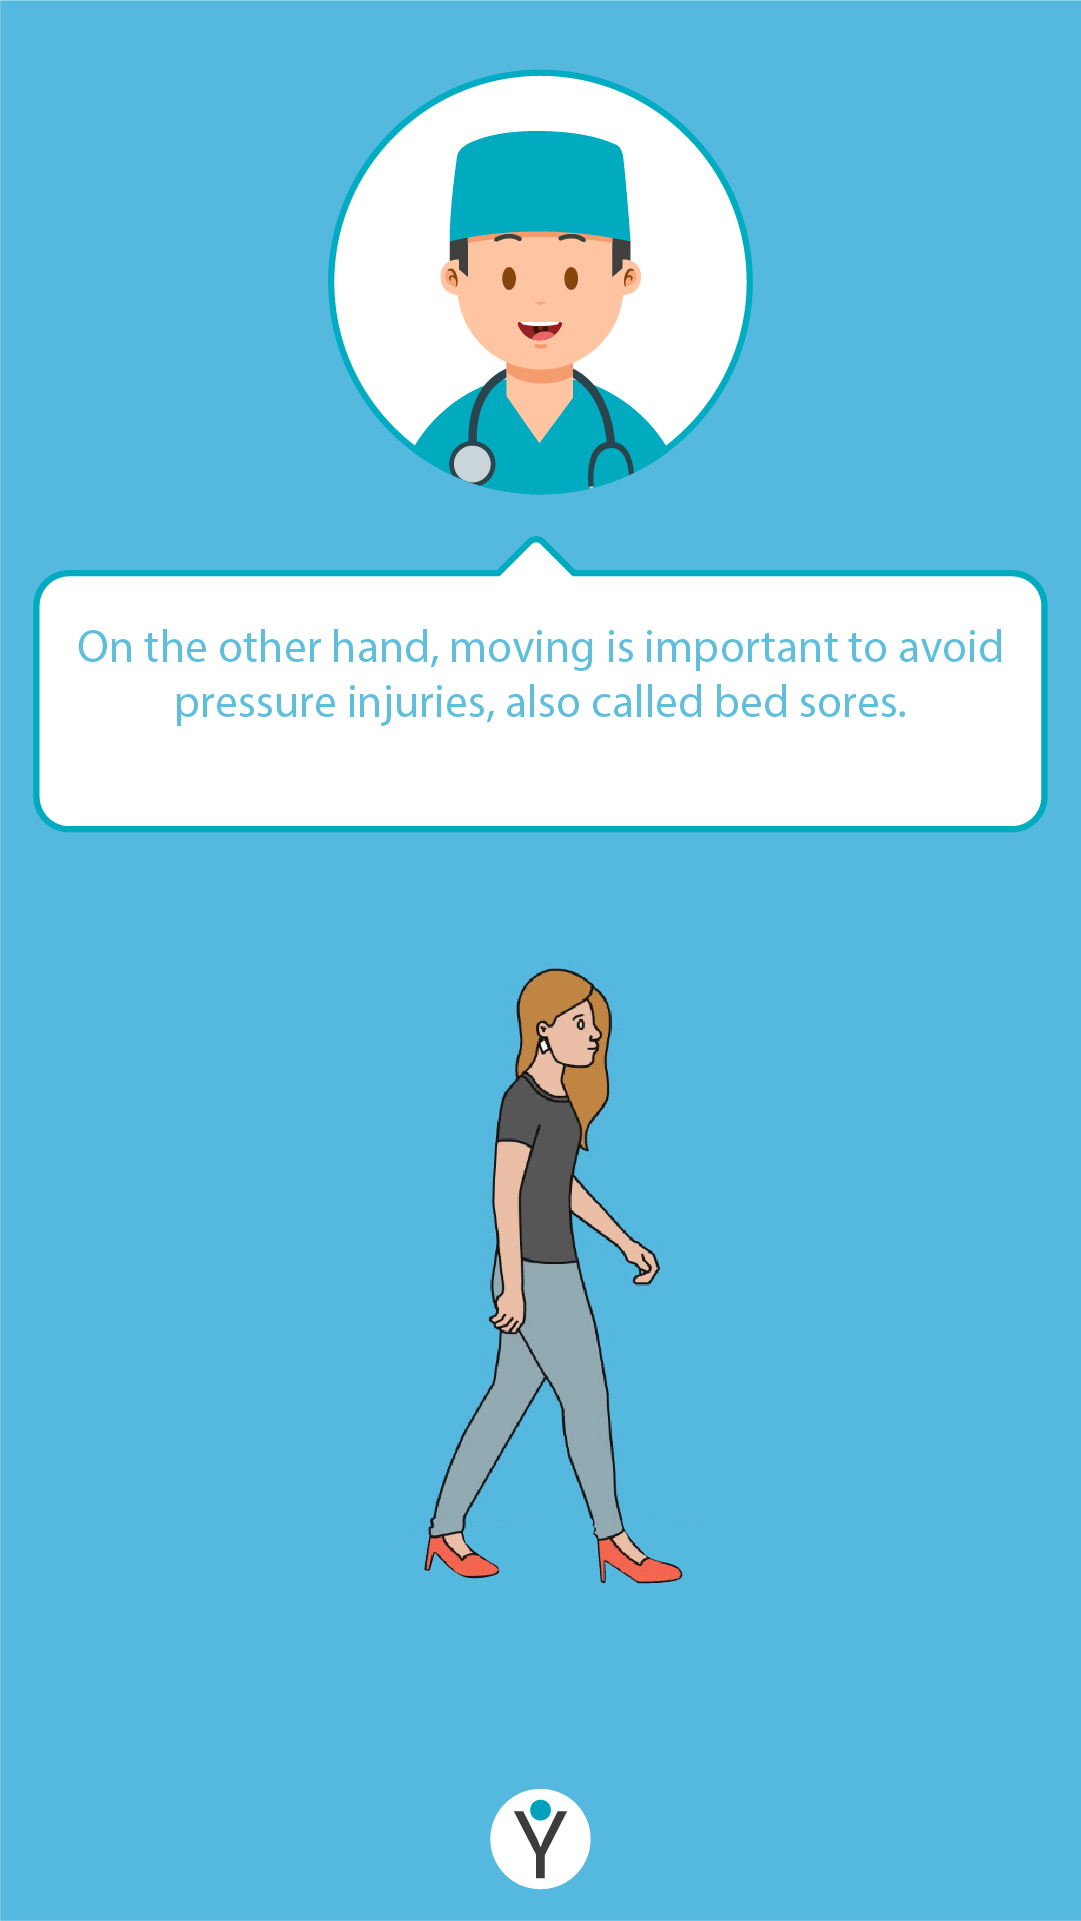 On the other hand, moving is important to avoid
pressure injuries, also called bed sores.